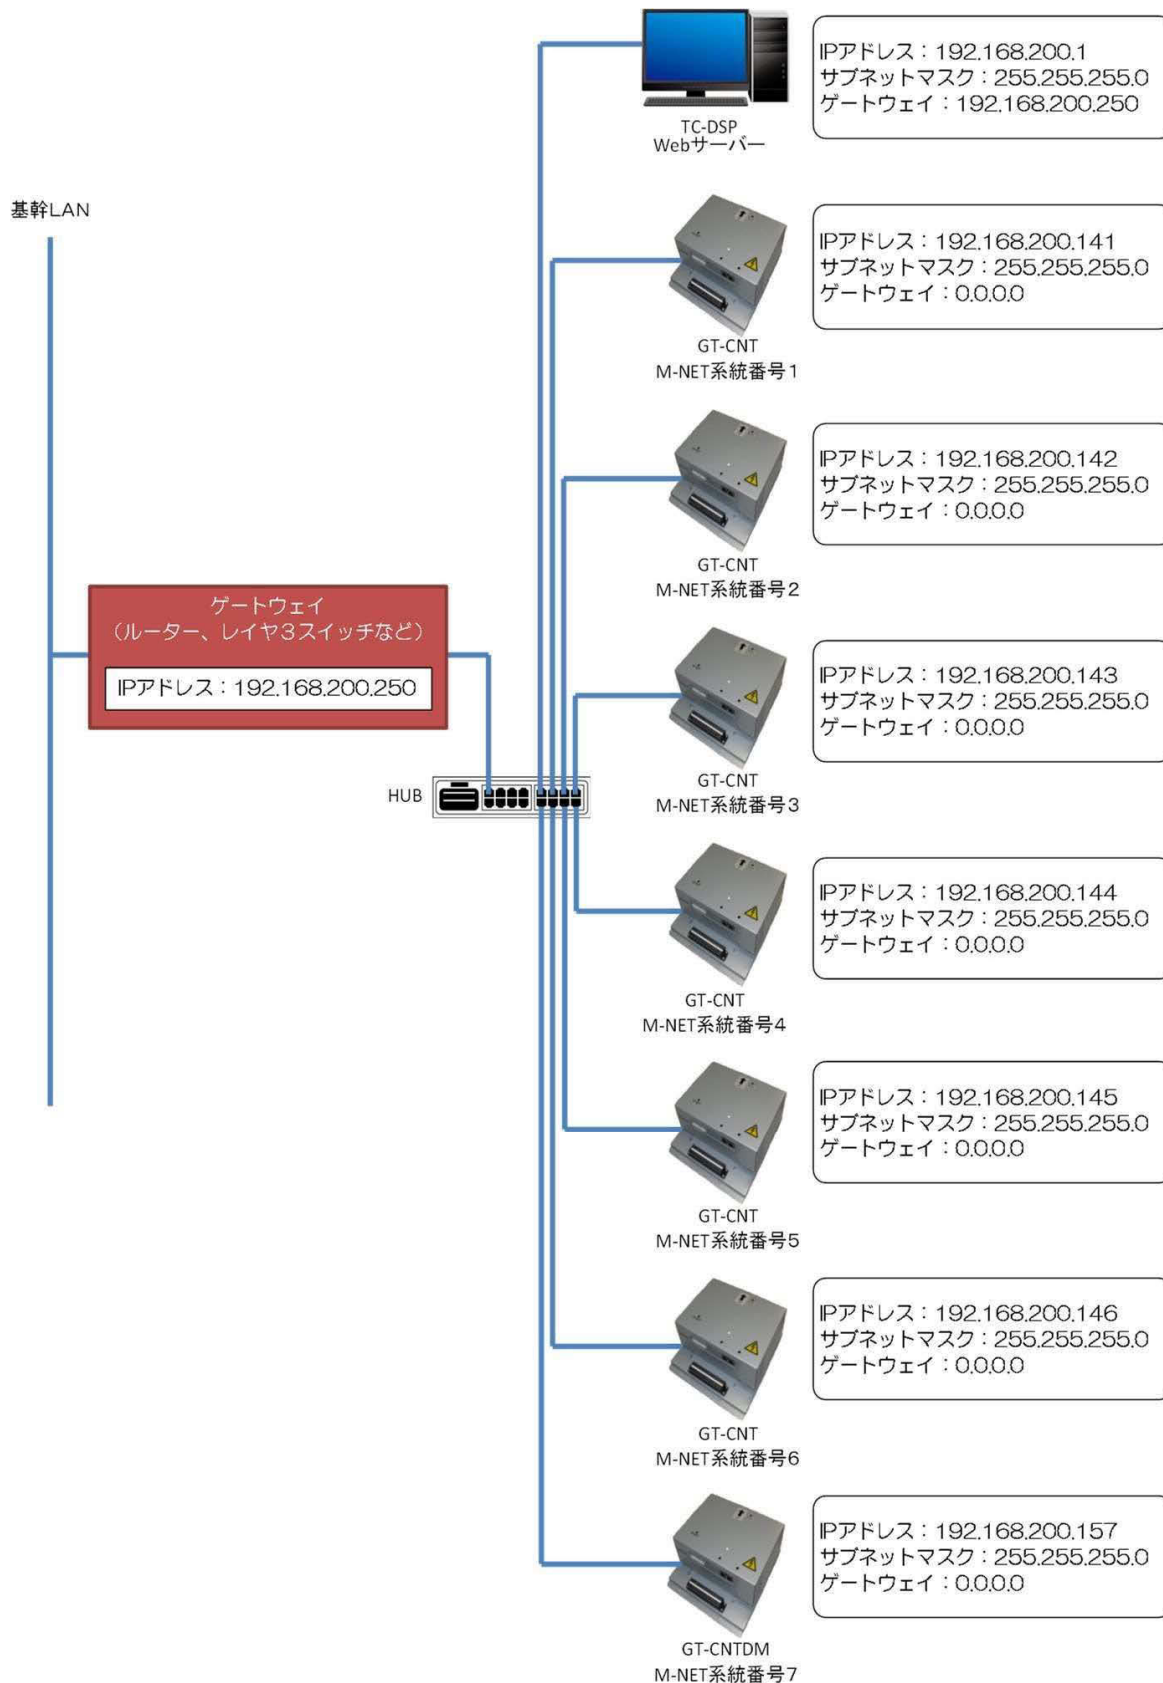 IPアドレス：192.168.200.1
サブネットマスク：255.255.255.0
ゲートウェイ：192.168.200.250
TC-DSP
Webサーバー
基幹LAN
IPアドレス：192.168.200.141
サブネットマスク：255.255.255.0
ゲートウェイ：0.0.0.0
GT-CNT
M-NET系統番号1
IPアドレス：192.168.200.142
サブネットマスク：255.255.255.0
ゲートウェイ：0.0.0.0
GT-CNT
M-NET系統番号2
ゲートウェイ
（ルーター、レイヤ3スイッチなど）
IPアドレス：192.168.200.250
IPアドレス：192.168.200.143
サブネットマスク：255.255.255.0
ゲートウェイ：0.0.0.0
GT-CNT
M-NET系統番号3
HUB
IPアドレス：192.168.200.144
サブネットマスク：255.255.255.0
ゲートウェイ：0.0.0.0
GT-CNT
M-NET系統番号4
IPアドレス：192.168.200.145
サブネットマスク：255.255.255.0
ゲートウェイ：0.0.0.0
GT-CNT
M-NET系統番号5
IPアドレス：192.168.200.146
サブネットマスク：255.255.255.0
ゲートウェイ：0.0.0.0
GT-CNT
M-NET系統番号6
IPアドレス：192.168.200.157
サブネットマスク：255.255.255.0
ゲートウェイ：0.0.0.0
GT-CNTDM
M-NET系統番号7